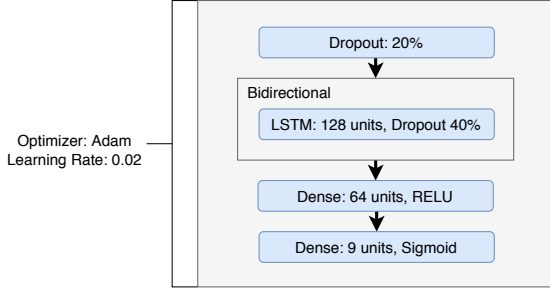 Dropout: 20%
Bidirectional
LSTM: 128 units, Dropout 40%
Optimizer: Adam
Learning Rate: 0.02
Dense: 64 units, RELU
Dense: 9 units, Sigmoid